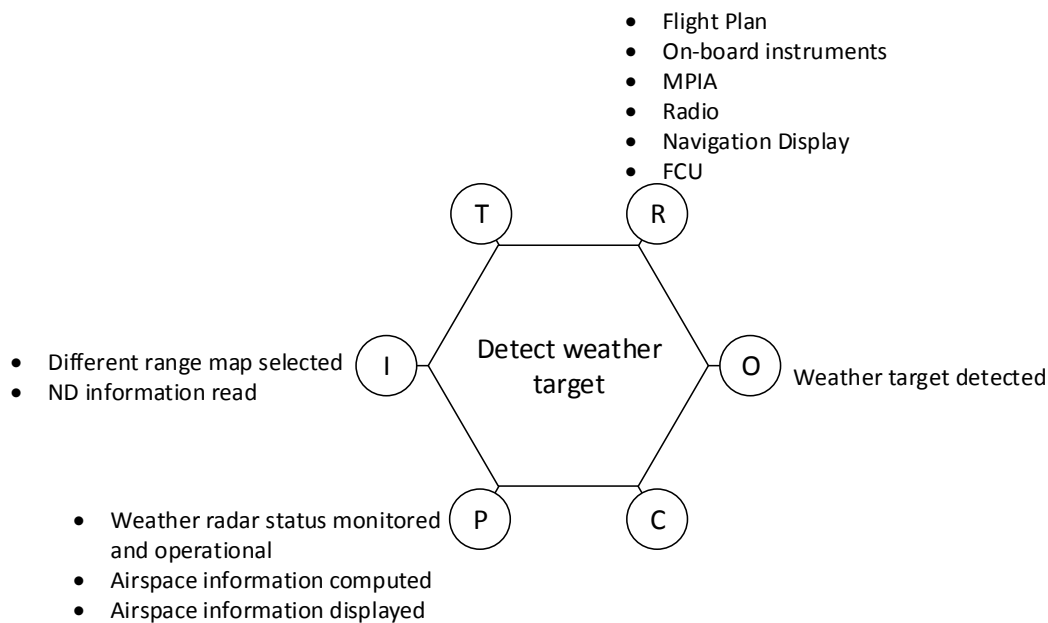 • Flight Plan
• On-board instruments
• MPIA
• Radio
• Navigation Display
• FCU
T
R
• Different range map selected
• ND information read
I
Detect weather
target
O
Weather target detected
• Weather radar status monitored
and operational
• Airspace information computed
• Airspace information displayed
P
C